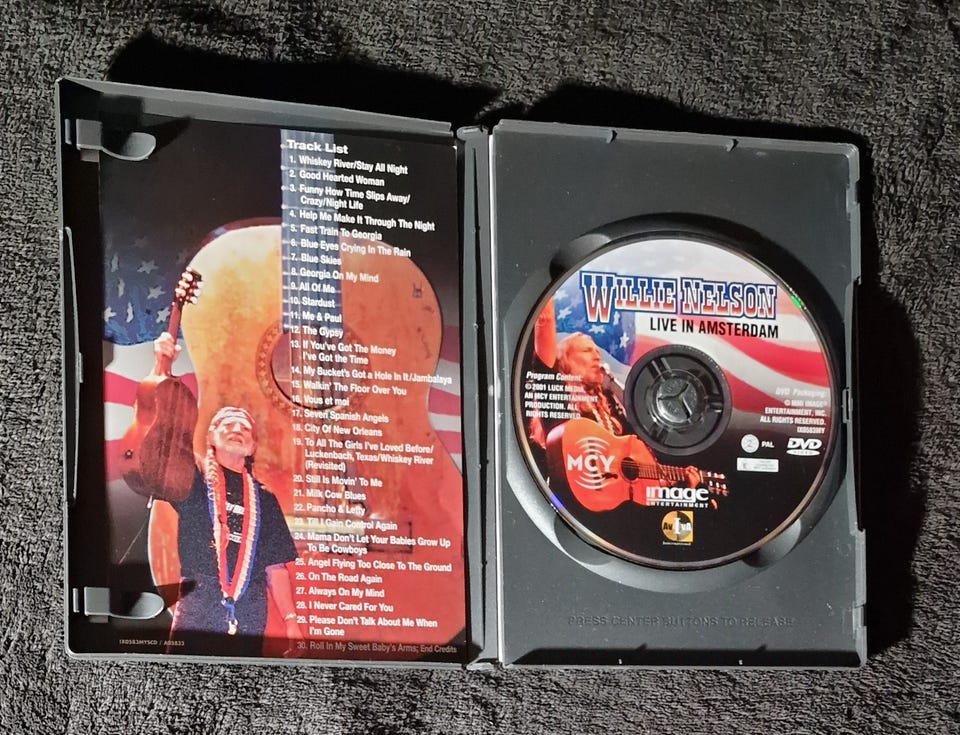 Track List
1. Whiskey River/Stay All Night
2. Good Hearted Woman
3. Funny How Time Slips Away/
Crazy/Night Life
4. Help Me Make It Through The Night
5. Fast Train To Georgia
6. Blue Eyes Crying In The Rain
7. Blue Skies
8. Georgia On My Mind
9. All Of Me
10. Stardust
11. Me & Paul
12. The Gypsy
13. If You've Got The Money
I've Got the Time
14. My Bucket's Got a Hole In It/Jambalaya
15. Walkin' The Floor Over You
16. Vous et moi
17. Seven Spanish Angels
18. City Of New Orleans
19. To All The Girls I've Loved Before/
Luckenbach, Texas/Whiskey River
(Revisited)
20. Still Is Movin' To Me
21. Milk Cow Blues
22. Pancho & Lefty
23. Till I Gain Control Again
24. Mama Don't Let Your Babies Grow Up
To Be Cowboys
25. Angel Flying Too Close To The Ground
26. On The Road Again
27. Always On My Mind
28. I Never Cared For You
29. Please Don't Talk About Me When
I'm Gone
30. Roll In My Sweet Baby's Arms; End Credits
IX0583MYSCD / A05833
WILLIE NELSON
LIVE IN AMSTERDAM
Program Content:
© 2001 LUCK MEDIA
AN MCY ENTERTAINMENT
PRODUCTION. ALL
RIGHTS RESERVED.
DVD Packaging:
© MMI IMAGE
ENTERTAINMENT, INC.
ALL RIGHTS RESERVED.
IX0583MY
2 PAL
DVD
VIDEO
MCY
image
ENTERTAINMENT
PRESS CENTER BUTTONS TO RELEASE